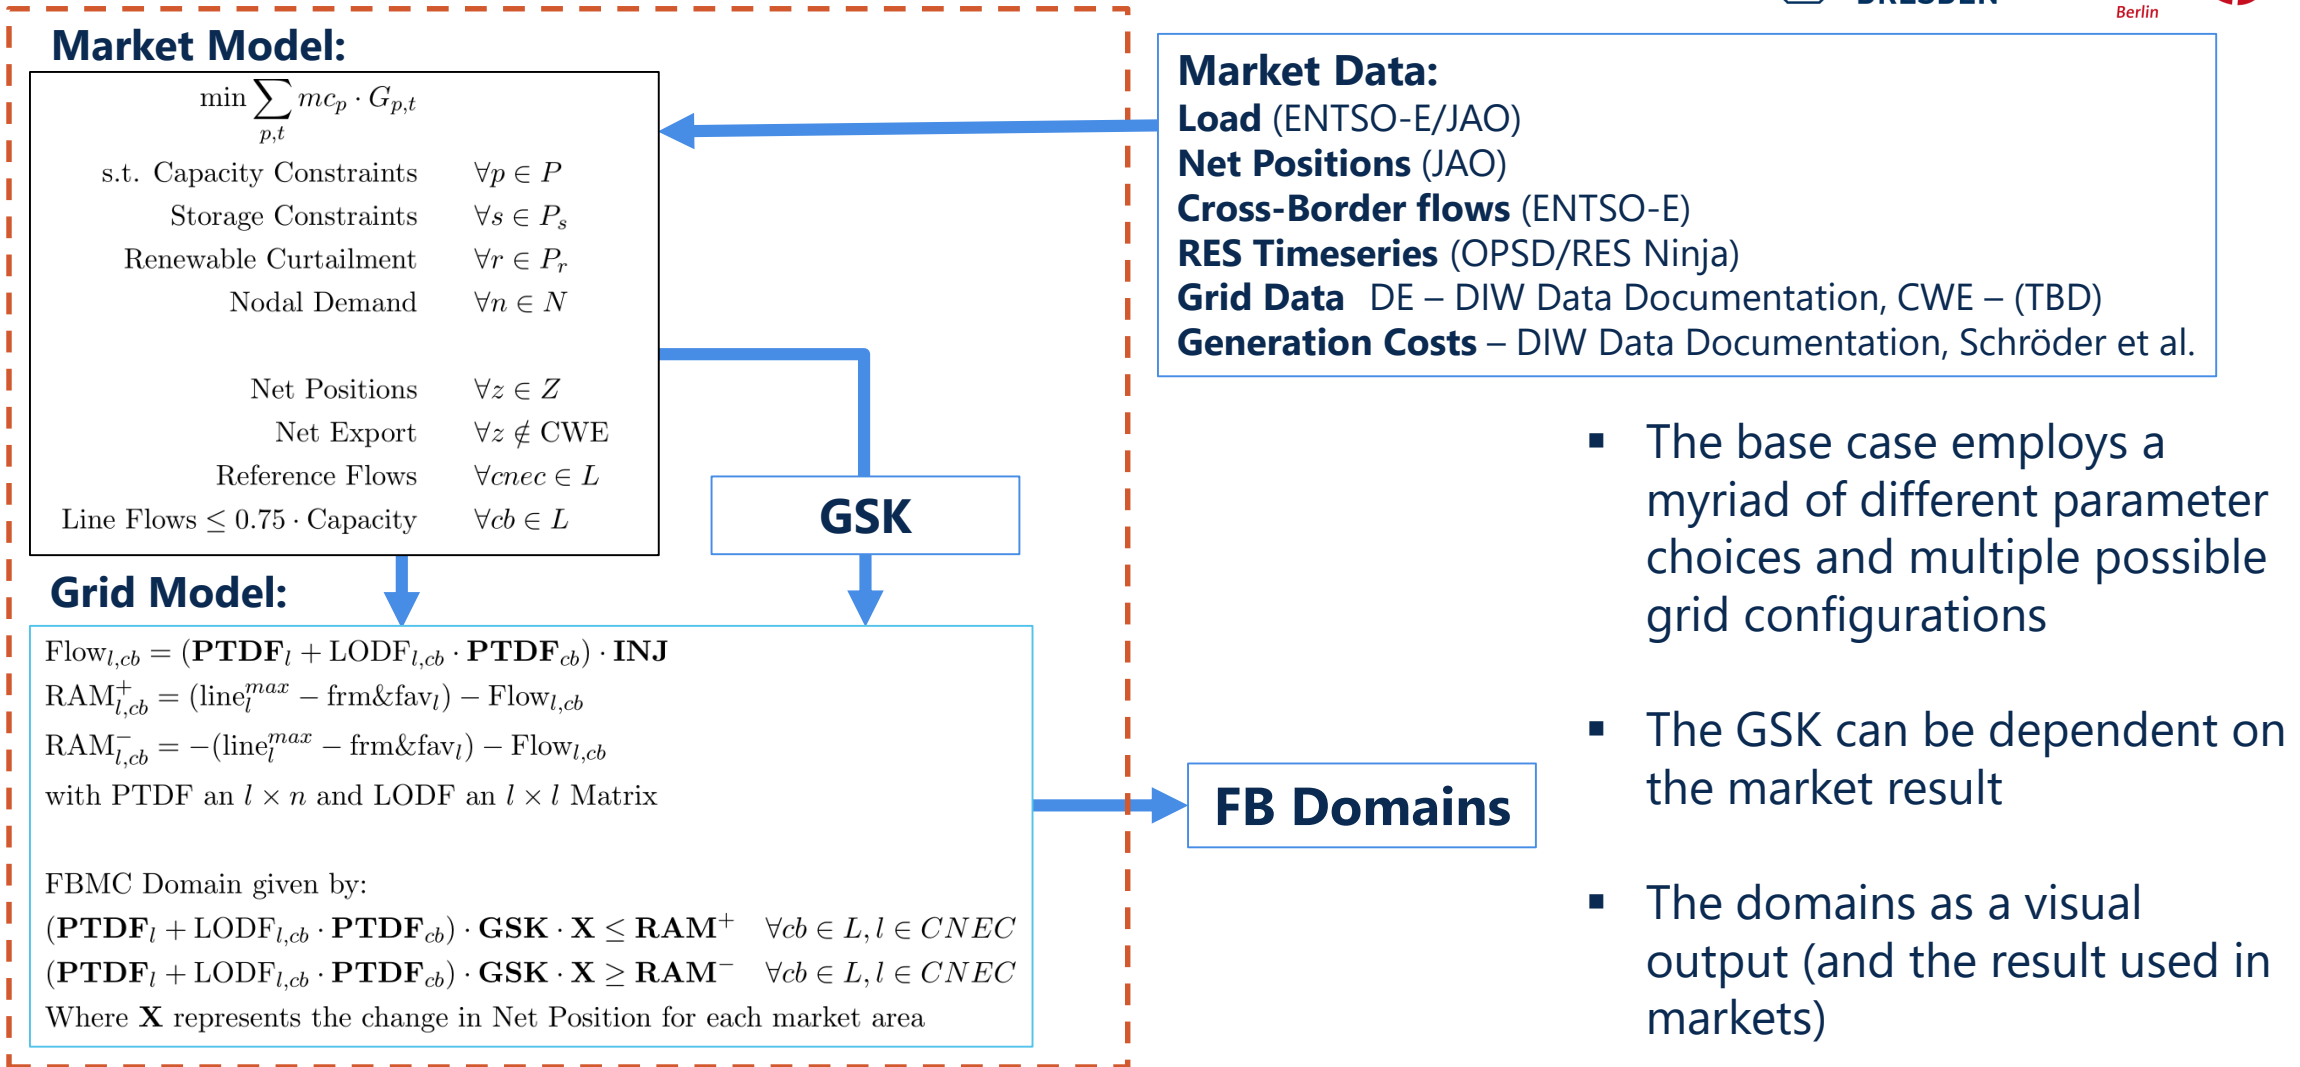 DRESDEN
Berlin
Market Model:
min ∑_{p,t} mc_p · G_{p,t}
s.t. Capacity Constraints ∀p ∈ P
Storage Constraints ∀s ∈ P_s
Renewable Curtailment ∀r ∈ P_r
Nodal Demand ∀n ∈ N
Net Positions ∀z ∈ Z
Net Export ∀z ∉ CWE
Reference Flows ∀cnec ∈ L
Line Flows ≤ 0.75 · Capacity ∀cb ∈ L
Market Data:
Load (ENTSO-E/JAO)
Net Positions (JAO)
Cross-Border flows (ENTSO-E)
RES Timeseries (OPSD/RES Ninja)
Grid Data DE – DIW Data Documentation, CWE – (TBD)
Generation Costs – DIW Data Documentation, Schröder et al.
GSK
Grid Model:
Flow_{l,cb} = (PTDF_l + LODF_{l,cb} · PTDF_{cb}) · INJ
RAM^+_{l,cb} = (line_l^{max} − frm&fav_l) − Flow_{l,cb}
RAM^−_{l,cb} = −(line_l^{max} − frm&fav_l) − Flow_{l,cb}
with PTDF an l × n and LODF an l × l Matrix
FBMC Domain given by:
(PTDF_l + LODF_{l,cb} · PTDF_{cb}) · GSK · X ≤ RAM^+ ∀cb ∈ L, l ∈ CNEC
(PTDF_l + LODF_{l,cb} · PTDF_{cb}) · GSK · X ≥ RAM^− ∀cb ∈ L, l ∈ CNEC
Where X represents the change in Net Position for each market area
FB Domains
▪ The base case employs a
myriad of different parameter
choices and multiple possible
grid configurations
▪ The GSK can be dependent on
the market result
▪ The domains as a visual
output (and the result used in
markets)